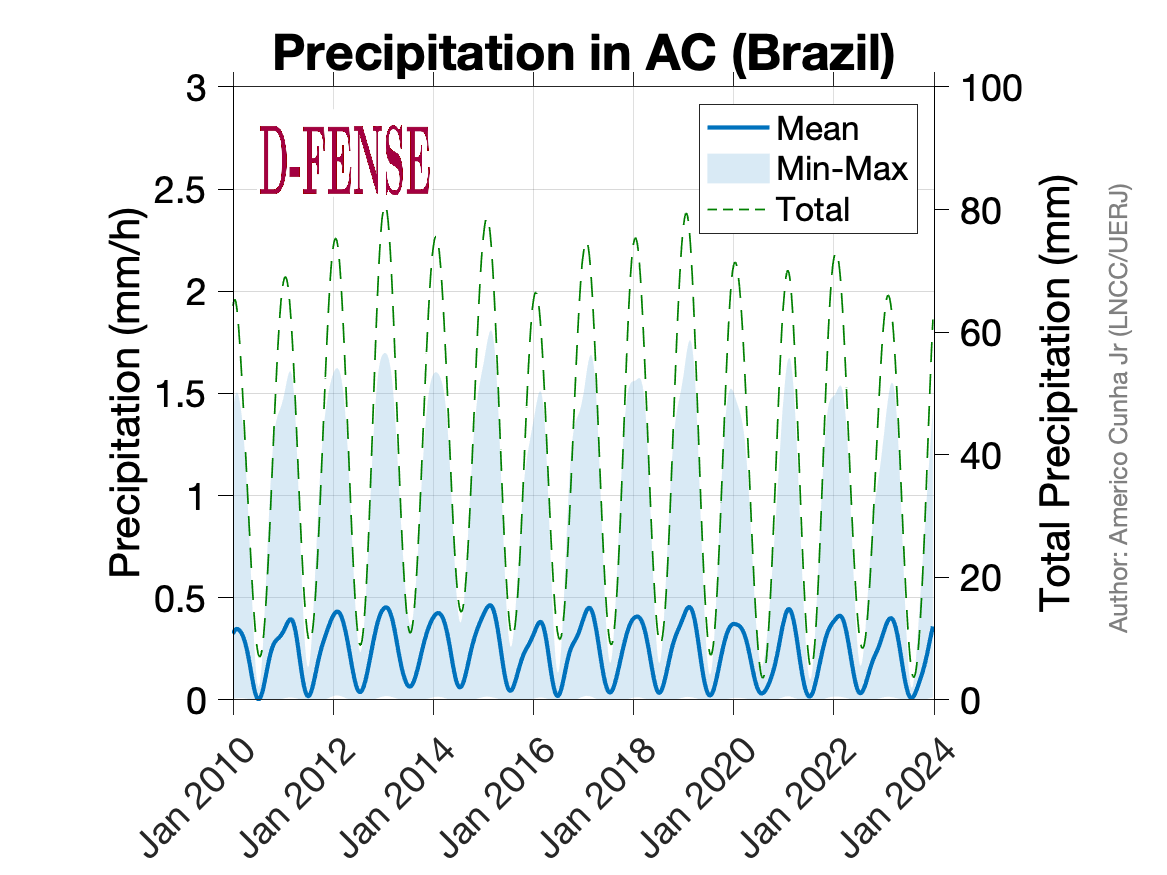 Precipitation in AC (Brazil)
D-FENSE
Mean
Min-Max
Total
Precipitation (mm/h)
3
2.5
2
1.5
1
0.5
0
100
80
60
40
20
0
Total Precipitation (mm)
Author: Americo Cunha Jr (LNCC/UERJ)
Jan 2010
Jan 2012
Jan 2014
Jan 2016
Jan 2018
Jan 2020
Jan 2022
Jan 2024